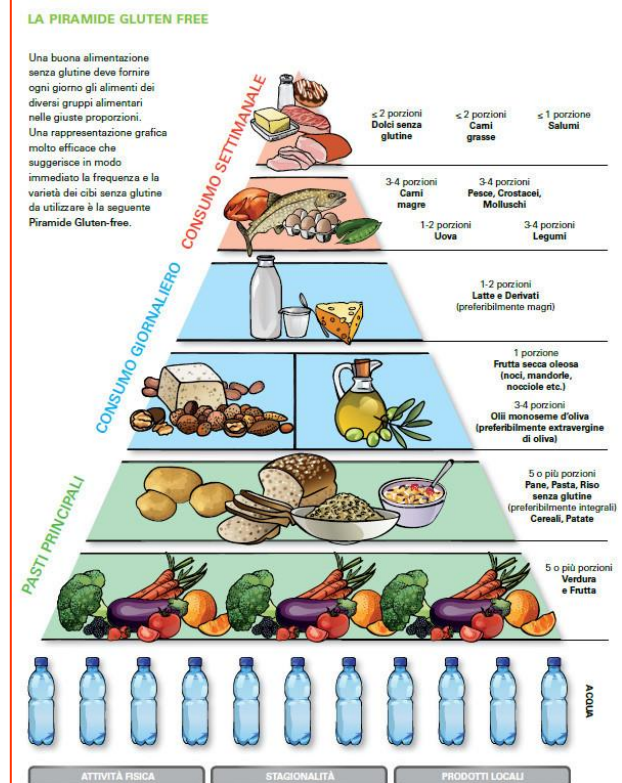 LA PIRAMIDE GLUTEN FREE
Una buona alimentazione
senza glutine deve fornire
ogni giorno gli alimenti dei
diversi gruppi alimentari
nelle giuste proporzioni.
Una rappresentazione grafica
molto efficace che
suggerisce in modo
immediato la frequenza e la
varietà dei cibi senza glutine
da utilizzare è la seguente
Piramide Gluten-free.
CONSUMO SETTIMANALE
≤ 2 porzioni
Dolci senza
glutine
≤ 2 porzioni
Carni
grasse
≤ 1 porzione
Salumi
3-4 porzioni
Carni
magre
3-4 porzioni
Pesce, Crostacei,
Molluschi
1-2 porzioni
Uova
3-4 porzioni
Legumi
CONSUMO GIORNALIERO
1-2 porzioni
Latte e Derivati
(preferibilmente magri)
1 porzione
Frutta secca oleosa
(noci, mandorle,
nocciole etc.)
3-4 porzioni
Olii monoseme d'oliva
(preferibilmente extravergine
di oliva)
PASTI PRINCIPALI
5 o più porzioni
Pane, Pasta, Riso
senza glutine
(preferibilmente integrali)
Cereali, Patate
5 o più porzioni
Verdura
e Frutta
ACQUA
ATTIVITÀ FISICA
STAGIONALITÀ
PRODOTTI LOCALI